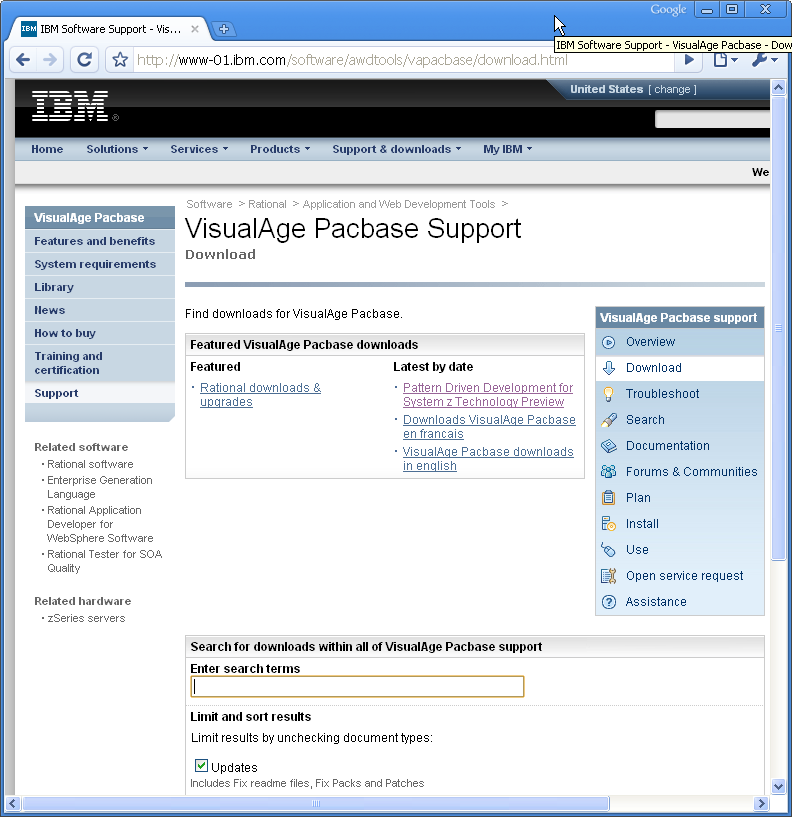 Google
IBM IBM Software Support - Vis...
IBM Software Support - VisualAge Pacbase - Dow
http://www-01.ibm.com/software/awdtools/vapacbase/download.html
IBM ®
United States [ change ]
Home Solutions Services Products Support & downloads My IBM
We
Software > Rational > Application and Web Development Tools >
VisualAge Pacbase Support
Download
VisualAge Pacbase
Features and benefits
System requirements
Library
News
How to buy
Training and
certification
Support
Related software
· Rational software
· Enterprise Generation
Language
· Rational Application
Developer for
WebSphere Software
· Rational Tester for SOA
Quality
Related hardware
· zSeries servers
Find downloads for VisualAge Pacbase.
Featured VisualAge Pacbase downloads
Featured
· Rational downloads &
upgrades
Latest by date
· Pattern Driven Development for
System z Technology Preview
· Downloads VisualAge Pacbase
en francais
· VisualAge Pacbase downloads
in english
VisualAge Pacbase support
Overview
Download
Troubleshoot
Search
Documentation
Forums & Communities
Plan
Install
Use
Open service request
Assistance
Search for downloads within all of VisualAge Pacbase support
Enter search terms
Limit and sort results
Limit results by unchecking document types:
Updates
Includes Fix readme files, Fix Packs and Patches